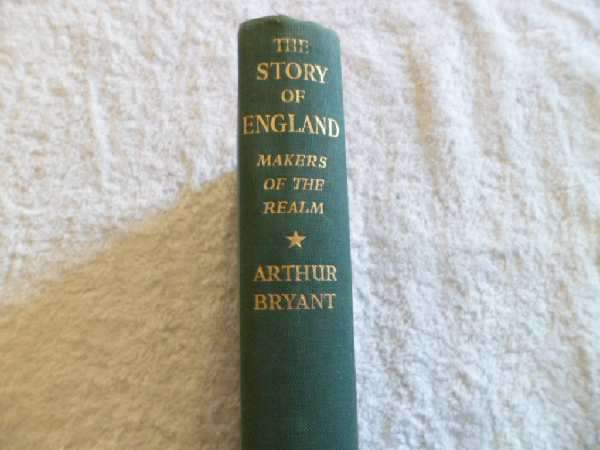 THE
STORY
OF
ENGLAND
MAKERS
OF THE
REALM
ARTHUR
BRYANT